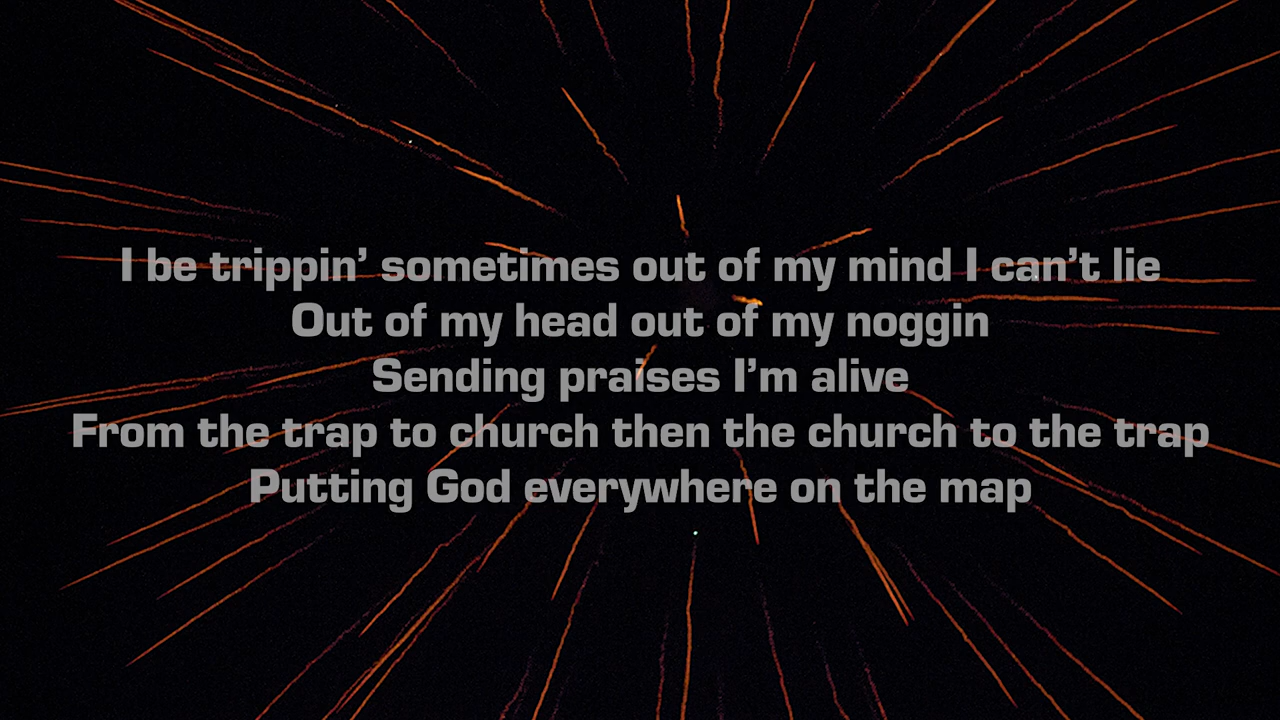 I be trippin’ sometimes out of my mind I can’t lie
Out of my head out of my noggin
Sending praises I’m alive
From the trap to church then the church to the trap
Putting God everywhere on the map